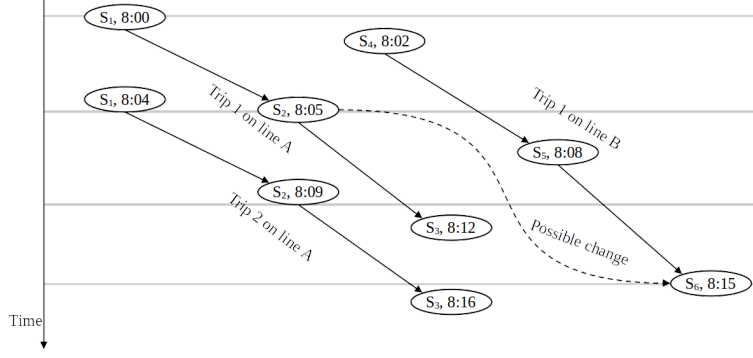 S₁, 8:00
S₄, 8:02
S₁, 8:04
Trip 1 on line A
S₂, 8:05
Trip 1 on line B
S₅, 8:08
S₂, 8:09
Trip 2 on line A
S₃, 8:12
Possible change
S₆, 8:15
S₃, 8:16
Time